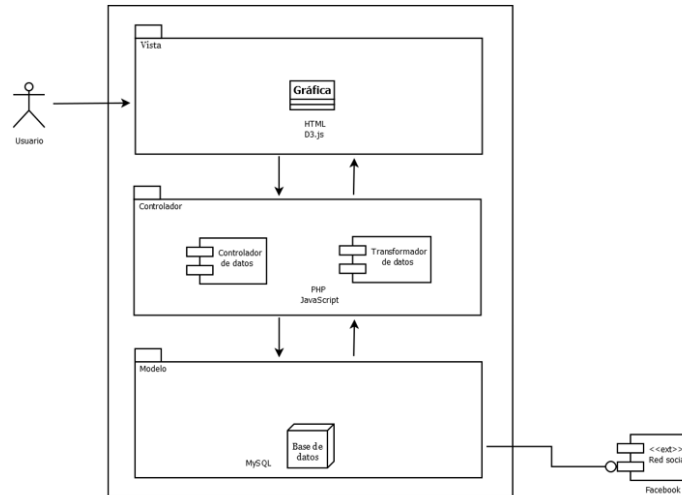 Vista
Gráfica
HTML
D3.js
Usuario
Controlador
Controlador
de datos
Transformador
de datos
PHP
JavaScript
Modelo
Base de
datos
MySQL
<<ext>>
Red socia
Facebook